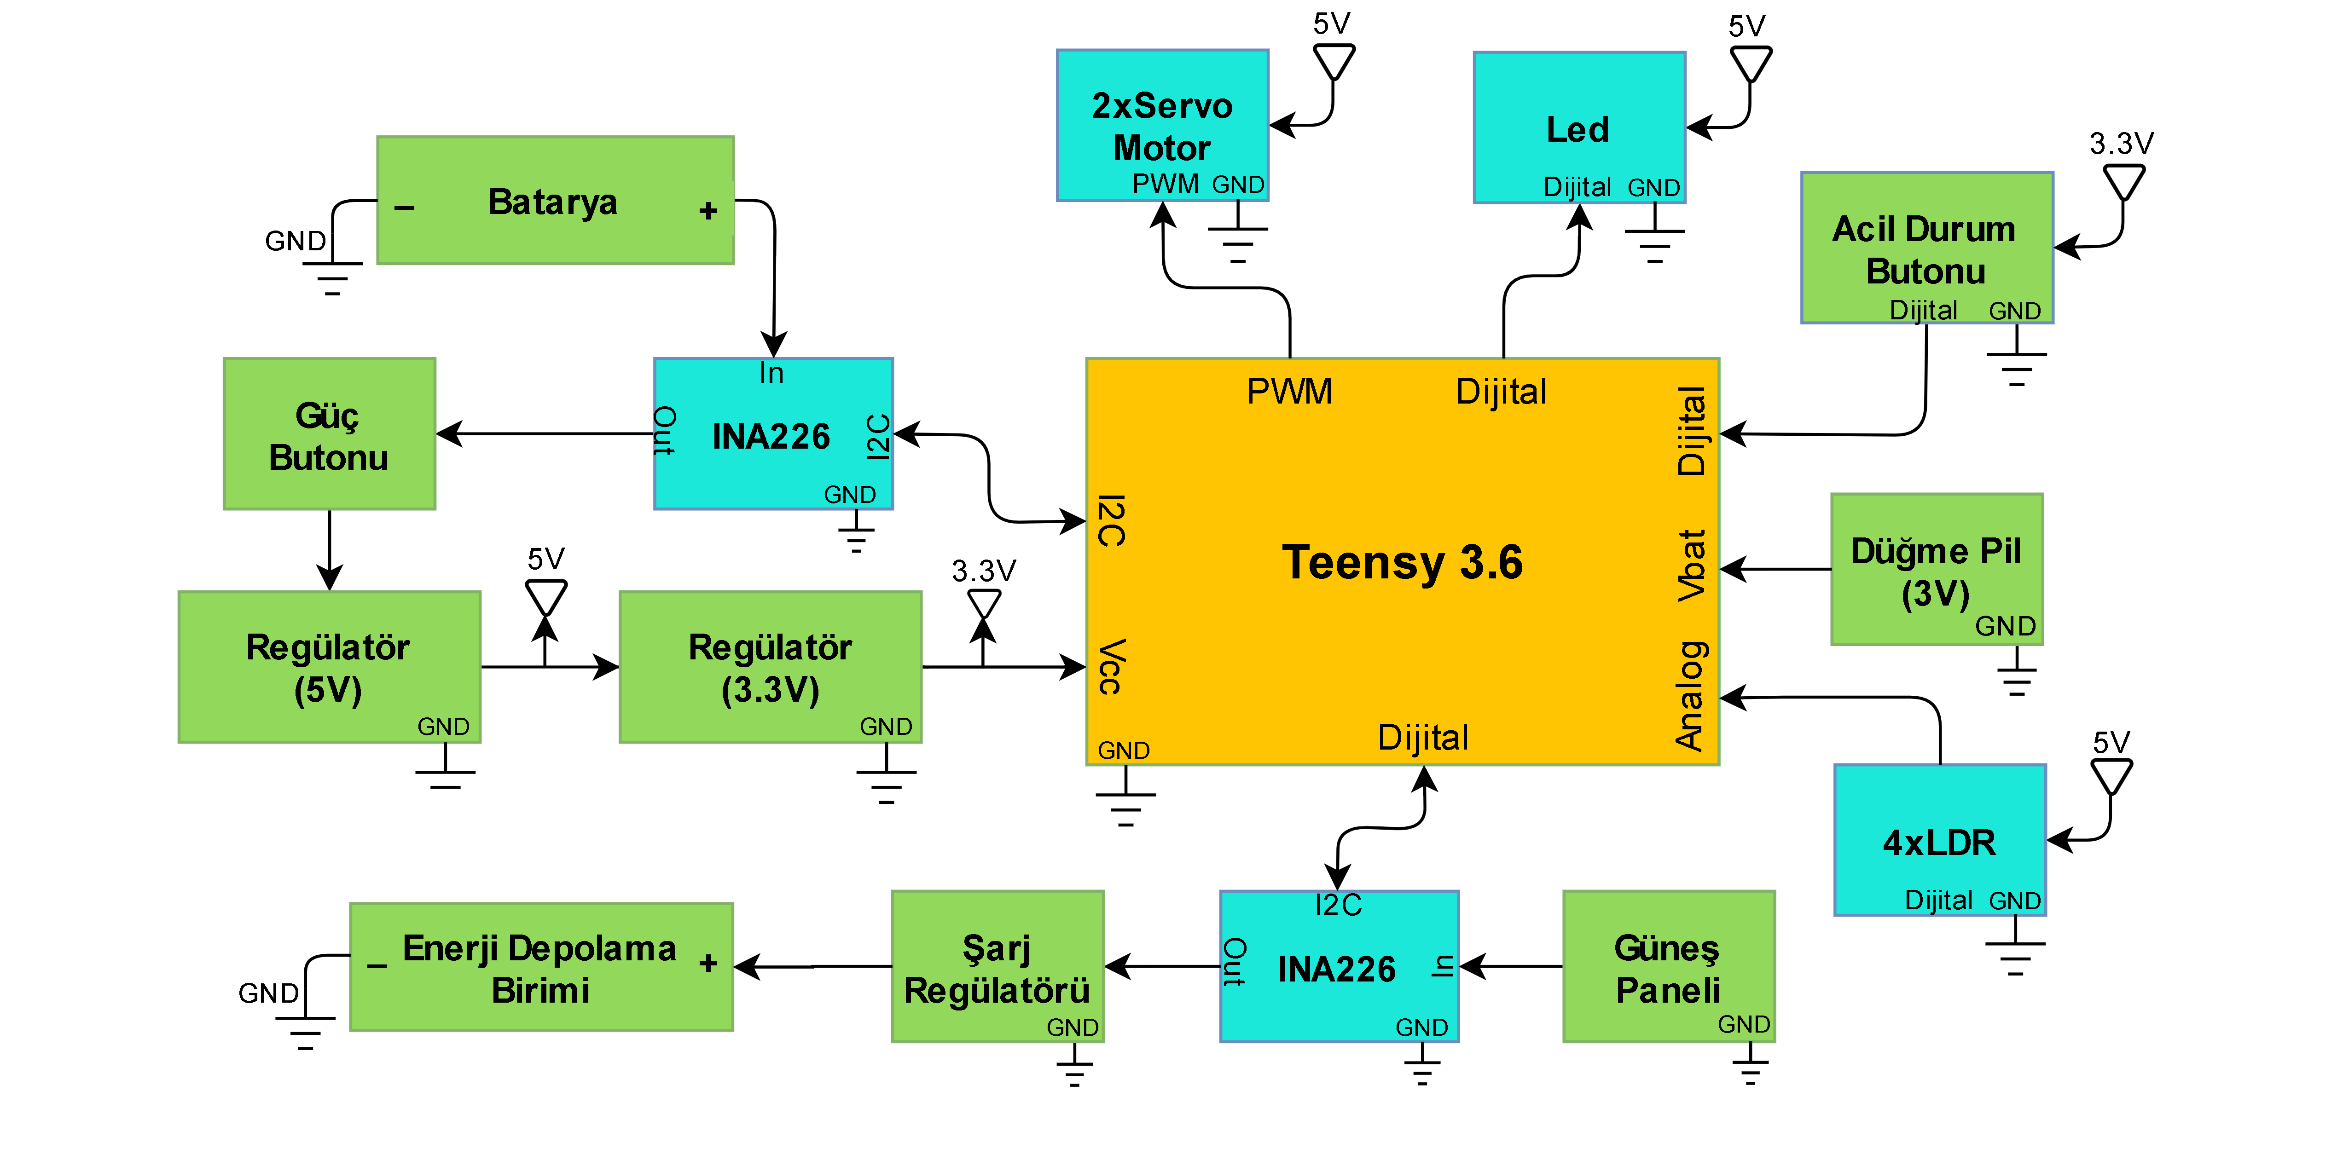 5V
2xServo
Motor
PWM GND
5V
Led
Dijital GND
3.3V
Acil Durum
Butonu
Dijital GND
– Batarya +
GND
In
Out INA226 I2C
GND
Güç
Butonu
5V
Regülatör
(5V)
GND
3.3V
Regülatör
(3.3V)
GND
PWM Dijital
Dijital
I2C
Teensy 3.6
Vbat
Vcc
Analog
GND
Dijital
Düğme Pil
(3V)
GND
5V
4xLDR
Dijital GND
– Enerji Depolama +
Birimi
GND
Şarj
Regülatörü
GND
I2C
Out INA226 In
GND
Güneş
Paneli
GND